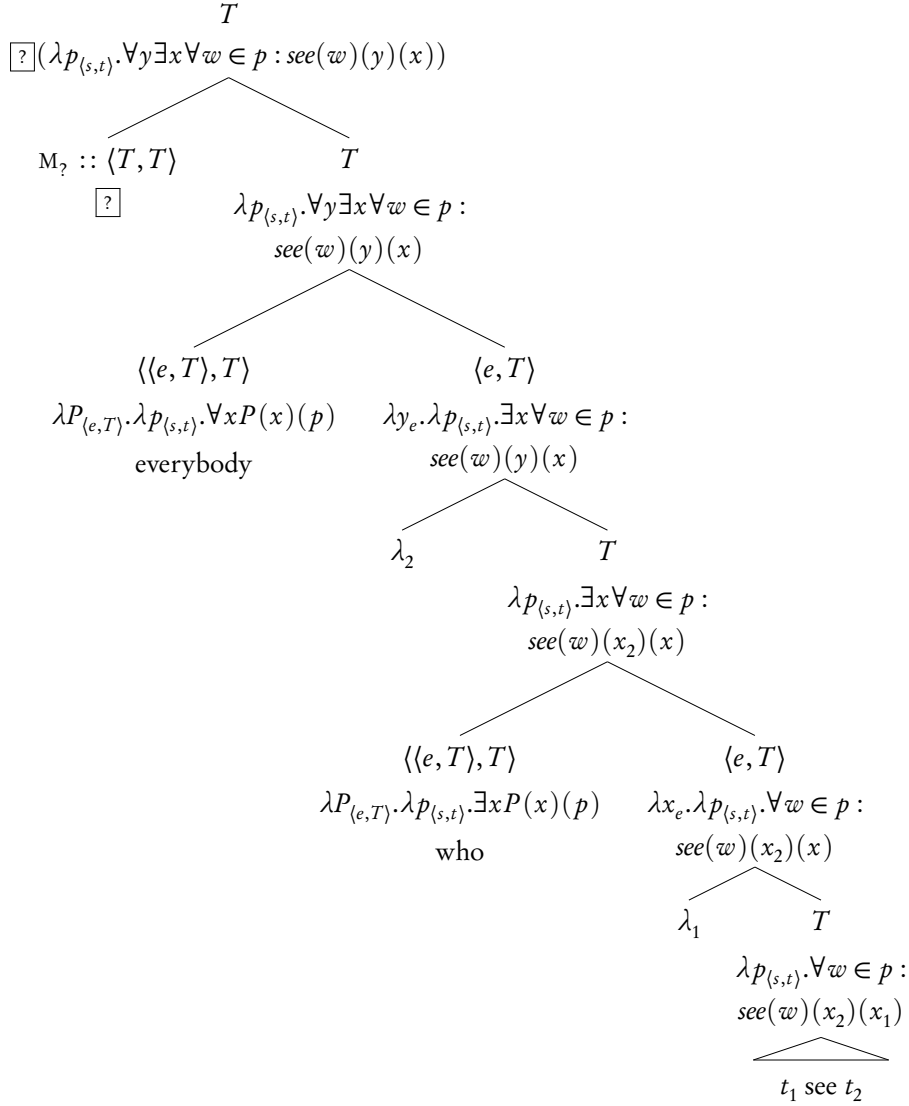 T
?(λp⟨s,t⟩.∀y∃x∀w ∈ p : see(w)(y)(x))
M? :: ⟨T, T⟩ T
? λp⟨s,t⟩.∀y∃x∀w ∈ p :
see(w)(y)(x)
⟨⟨e, T⟩, T⟩ ⟨e, T⟩
λP⟨e,T⟩.λp⟨s,t⟩.∀xP(x)(p) λyₑ.λp⟨s,t⟩.∃x∀w ∈ p :
everybody see(w)(y)(x)
λ₂ T
λp⟨s,t⟩.∃x∀w ∈ p :
see(w)(x₂)(x)
⟨⟨e, T⟩, T⟩ ⟨e, T⟩
λP⟨e,T⟩.λp⟨s,t⟩.∃xP(x)(p) λxₑ.λp⟨s,t⟩.∀w ∈ p :
who see(w)(x₂)(x)
λ₁ T
λp⟨s,t⟩.∀w ∈ p :
see(w)(x₂)(x₁)
t₁ see t₂